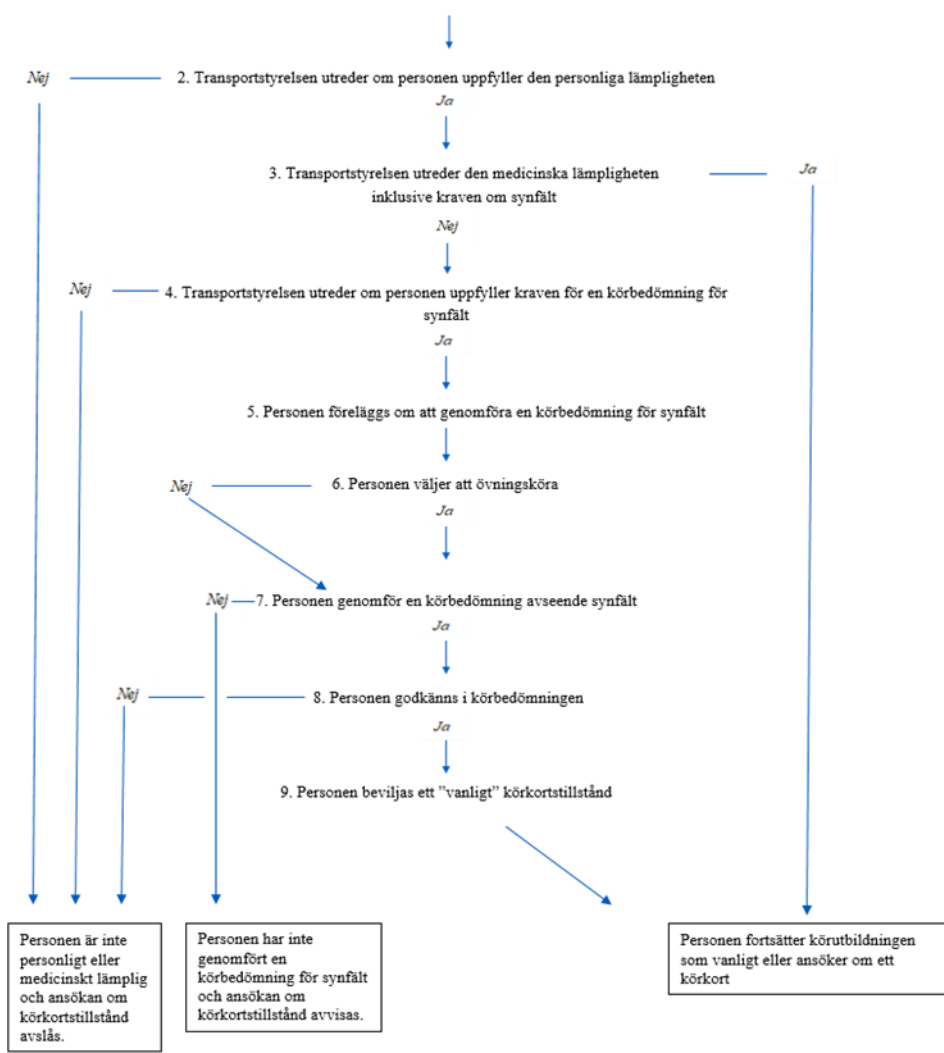 Nej
2. Transportstyrelsen utreder om personen uppfyller den personliga lämpligheten
Ja
3. Transportstyrelsen utreder den medicinska lämpligheten
inklusive kraven om synfält
Ja
Nej
Nej
4. Transportstyrelsen utreder om personen uppfyller kraven för en körbedömning för
synfält
Ja
5. Personen föreläggs om att genomföra en körbedömning för synfält
Nej
6. Personen väljer att övningsköra
Ja
Nej
7. Personen genomför en körbedömning avseende synfält
Ja
Nej
8. Personen godkänns i körbedömningen
Ja
9. Personen beviljas ett ”vanligt” körkortstillstånd
Personen är inte
personligt eller
medicinskt lämplig
och ansökan om
körkortstillstånd
avslås.
Personen har inte
genomfört en
körbedömning för synfält
och ansökan om
körkortstillstånd avvisas.
Personen fortsätter körutbildningen
som vanligt eller ansöker om ett
körkort